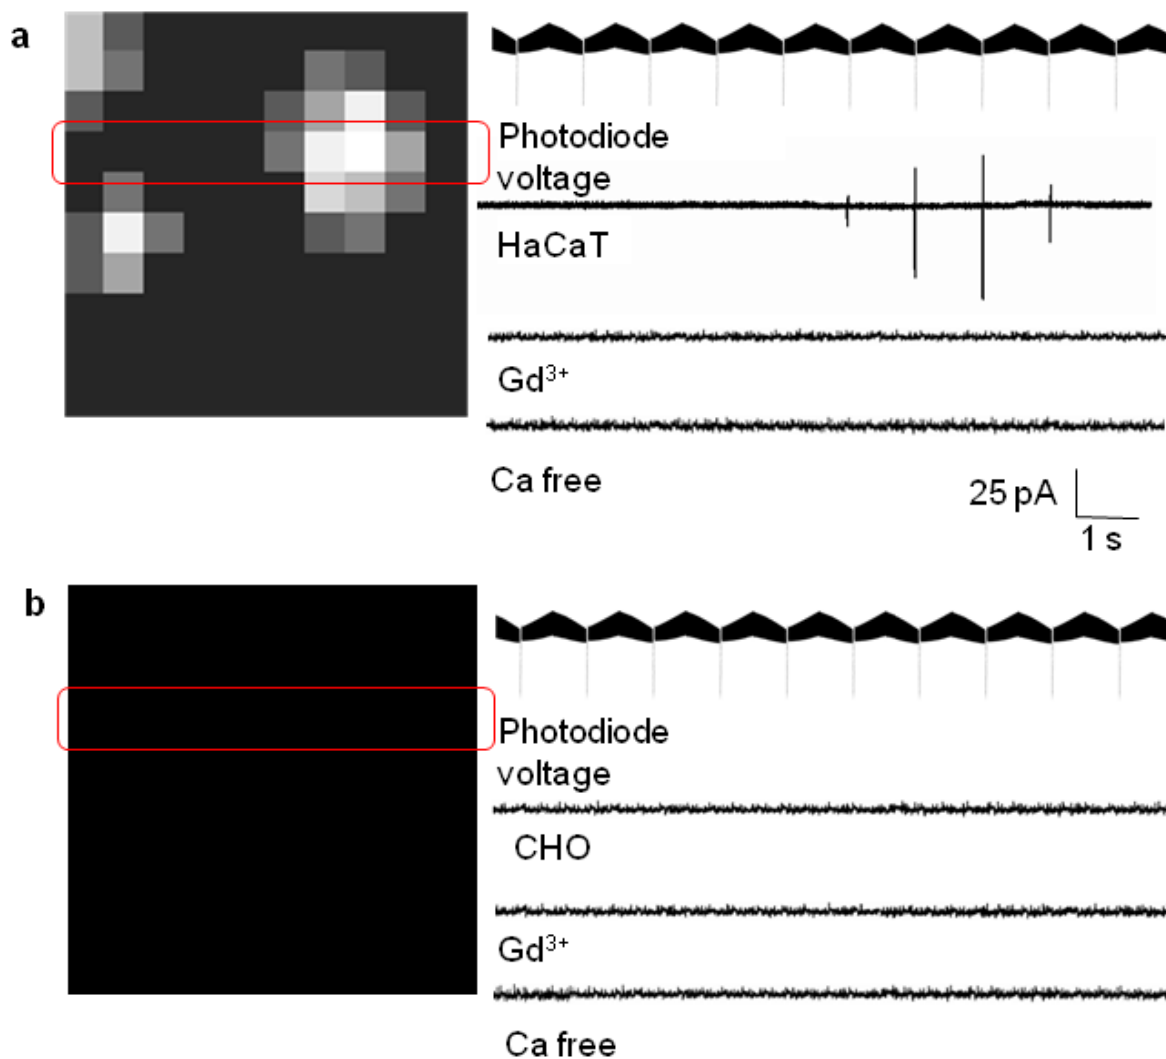 a
Photodiode
voltage
HaCaT
Gd³⁺
Ca free
25 pA
1 s
b
Photodiode
voltage
CHO
Gd³⁺
Ca free